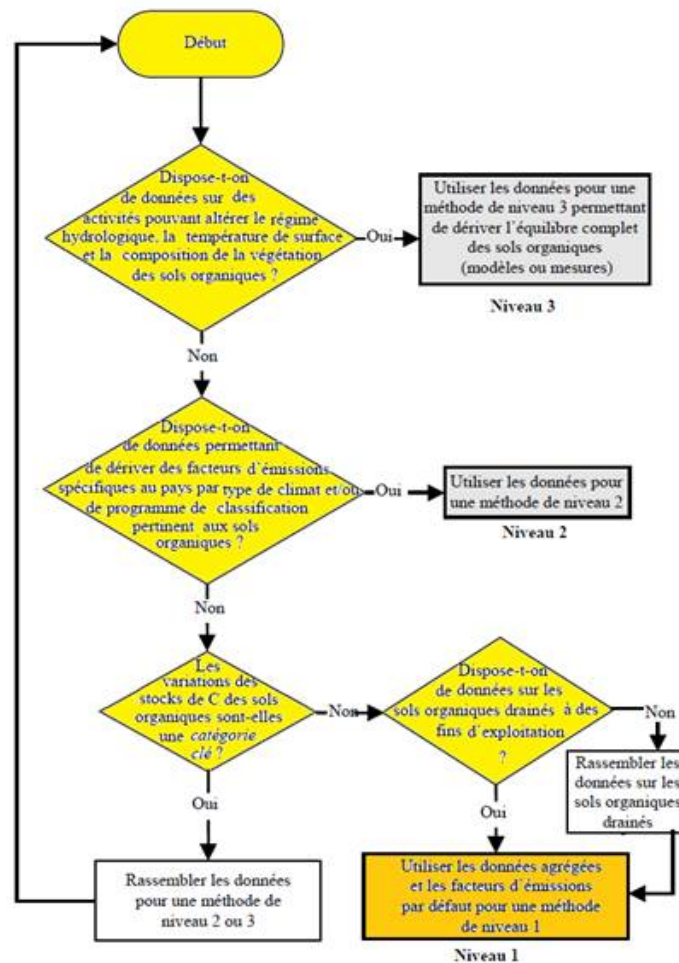 Début
Dispose-t-on
de données sur des
activités pouvant altérer le régime
hydrologique, la température de surface
et la composition de la végétation
des sols organiques ?
Oui
Utiliser les données pour une
méthode de niveau 3 permettant
de dériver l'équilibre complet
des sols organiques
(modèles ou mesures)
Niveau 3
Non
Dispose-t-on
de données permettant
de dériver des facteurs d'émissions
spécifiques au pays par type de climat et/ou
de programme de classification
pertinent aux sols
organiques ?
Oui
Utiliser les données pour
une méthode de niveau 2
Niveau 2
Non
Les
variations des
stocks de C des sols
organiques sont-elles
une catégorie
clé ?
Non
Dispose-t-on
de données sur les
sols organiques drainés à des
fins d'exploitation
?
Non
Rassembler les
données sur les
sols organiques
drainés
Oui
Oui
Rassembler les données
pour une méthode de
niveau 2 ou 3
Utiliser les données agrégées
et les facteurs d'émissions
par défaut pour une méthode
de niveau 1
Niveau 1